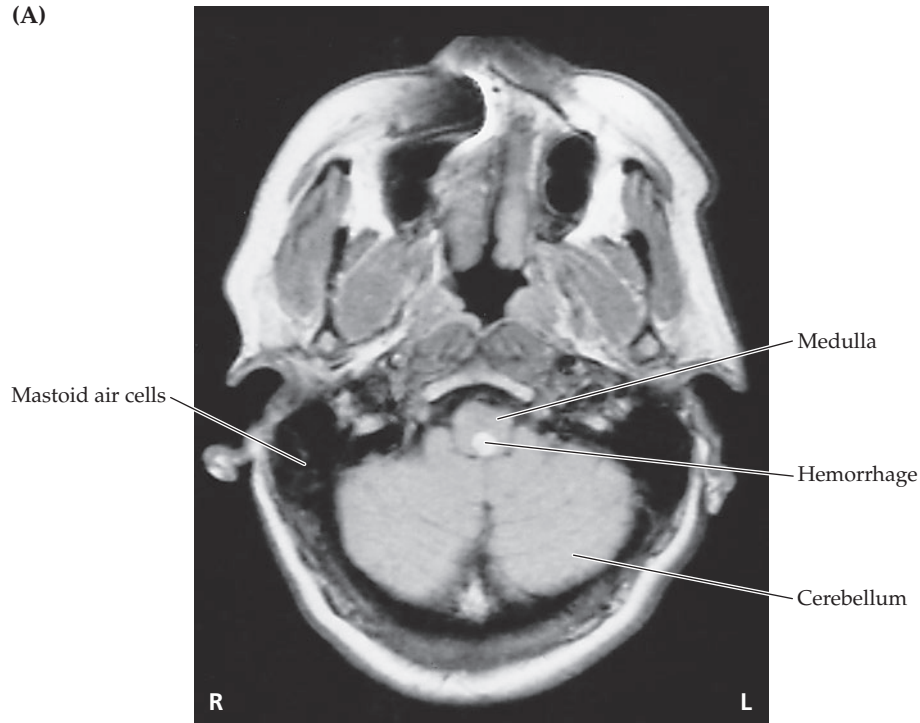 (A)
Medulla
Mastoid air cells
Hemorrhage
Cerebellum
R
L